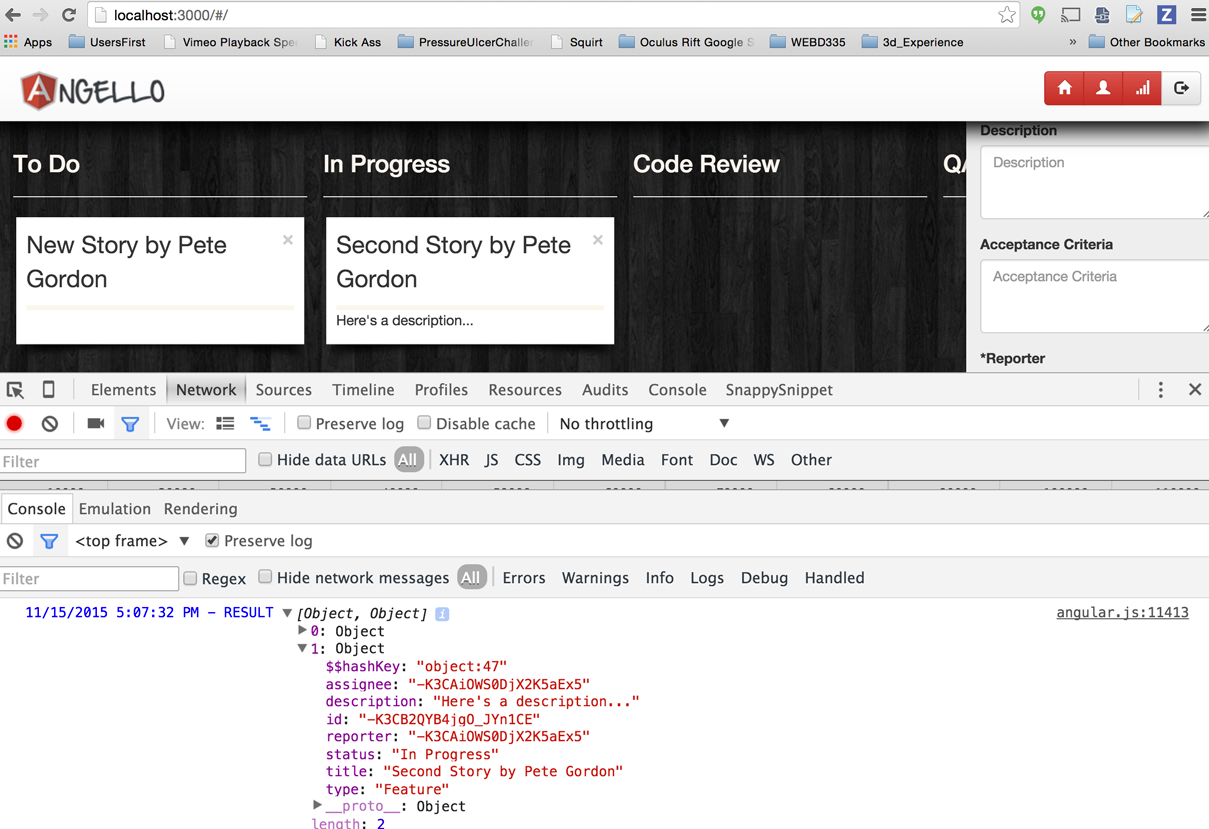 localhost:3000/#/
Apps UsersFirst Vimeo Playback Spe Kick Ass PressureUlcerChaller Squirt Oculus Rift Google S WEBD335 3d_Experience » Other Bookmarks
ANGELLO
To Do In Progress Code Review QA
Description
Description
New Story by Pete Gordon ×
Second Story by Pete Gordon ×
Here's a description...
Acceptance Criteria
Acceptance Criteria
*Reporter
Elements Network Sources Timeline Profiles Resources Audits Console SnappySnippet
View: Preserve log Disable cache No throttling
Filter Hide data URLs All XHR JS CSS Img Media Font Doc WS Other
Console Emulation Rendering
<top frame> Preserve log
Filter Regex Hide network messages All Errors Warnings Info Logs Debug Handled
11/15/2015 5:07:32 PM - RESULT [Object, Object] i angular.js:11413
0: Object
1: Object
$$hashKey: "object:47"
assignee: "-K3CAiOWS0DjX2K5aEx5"
description: "Here's a description..."
id: "-K3CB2QYB4jgO_JYn1CE"
reporter: "-K3CAiOWS0DjX2K5aEx5"
status: "In Progress"
title: "Second Story by Pete Gordon"
type: "Feature"
__proto__: Object
length: 2